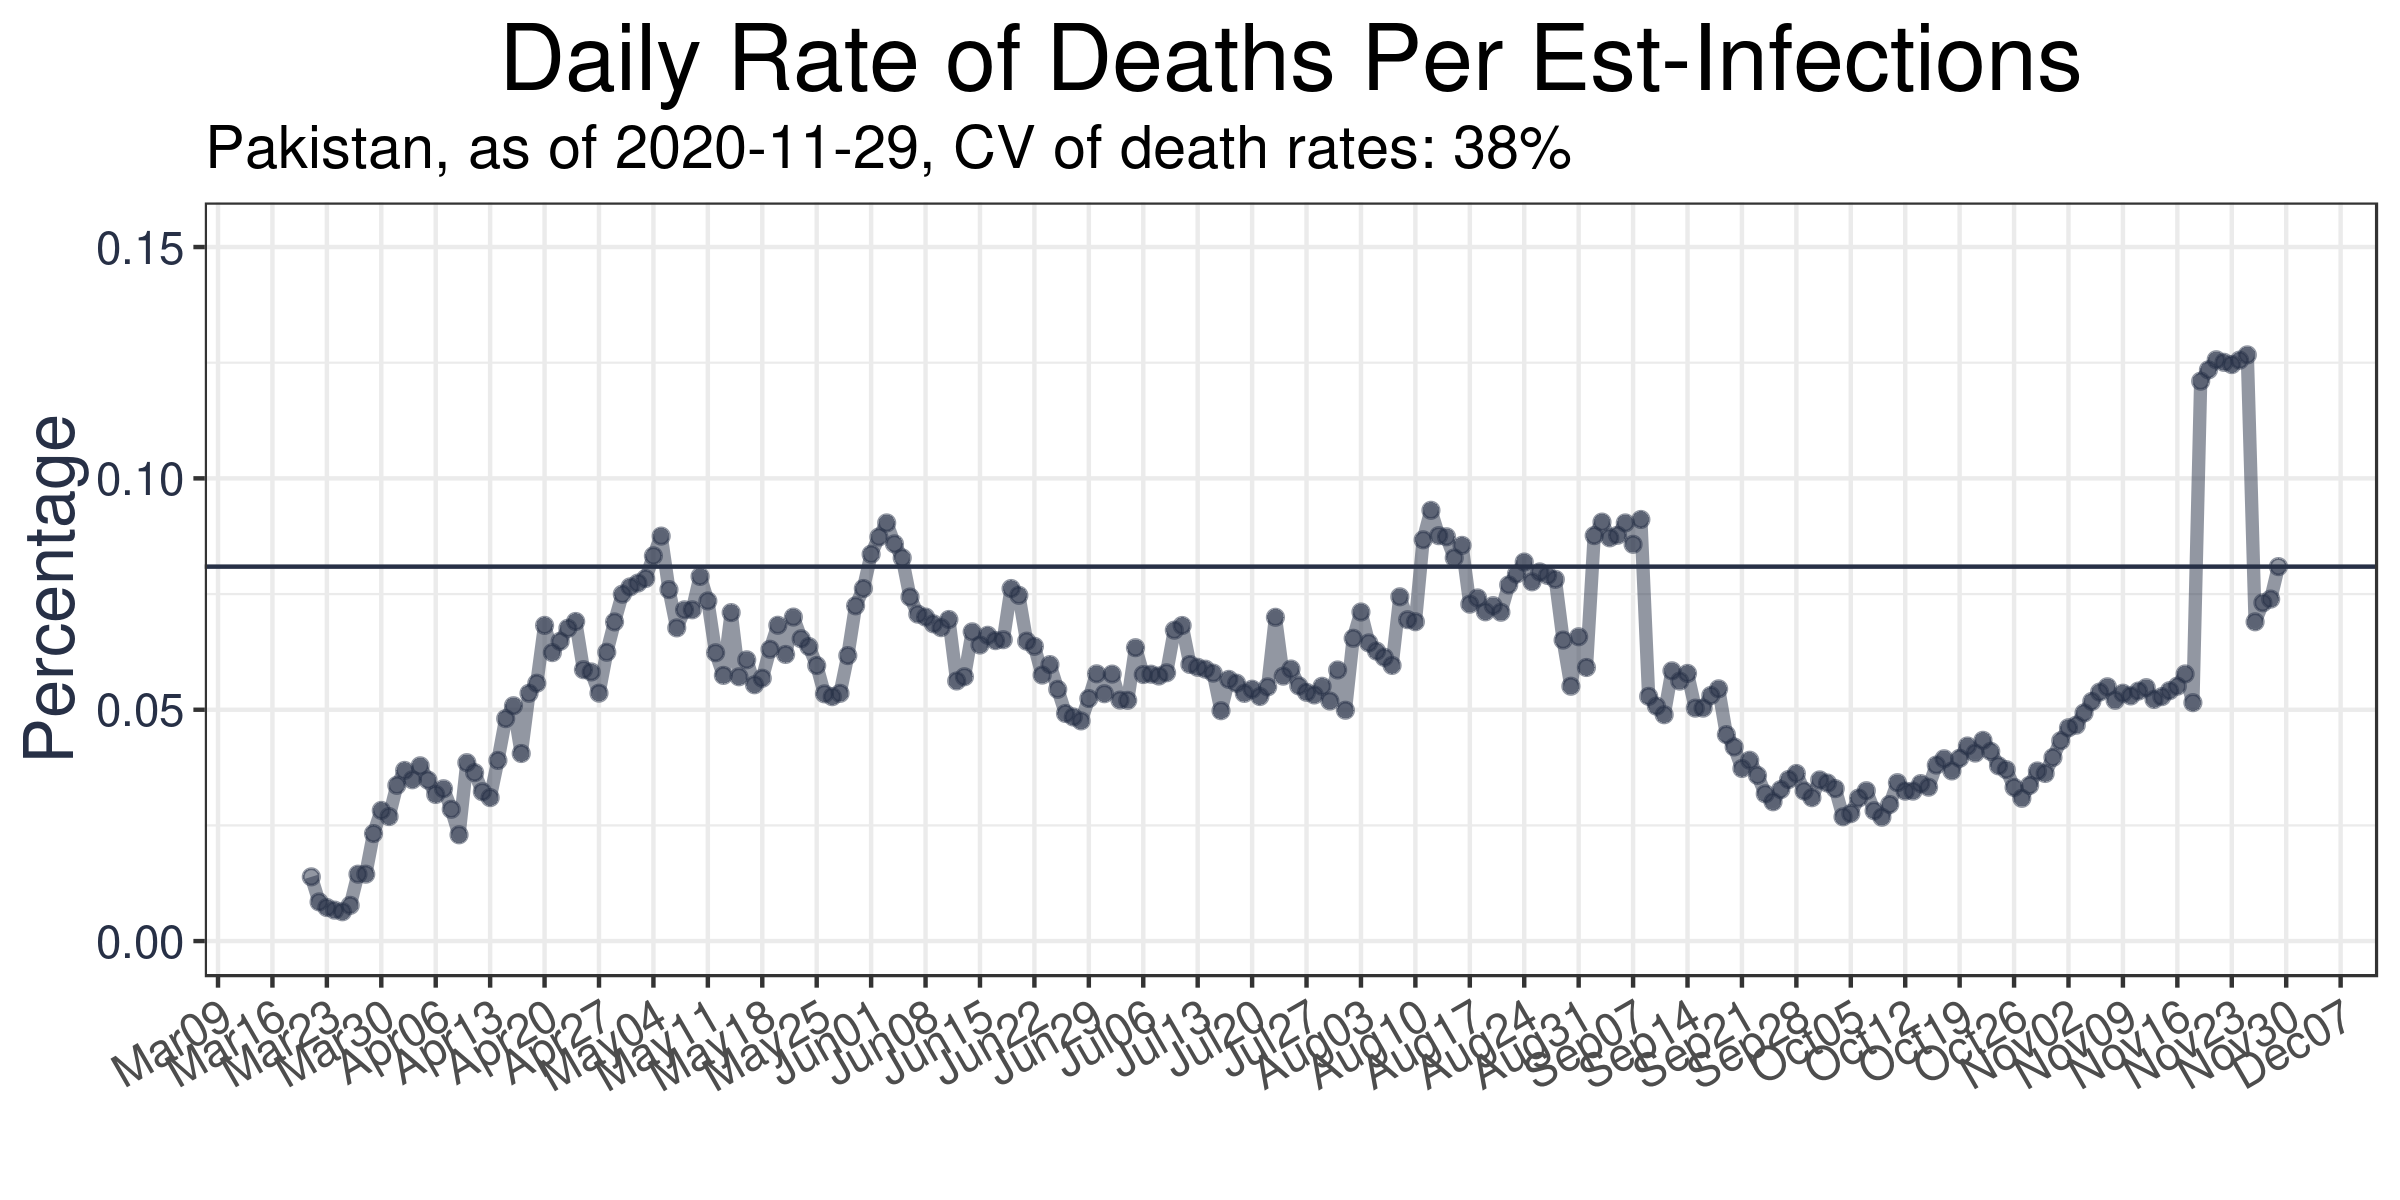 Daily Rate of Deaths Per Est-Infections
Pakistan, as of 2020-11-29, CV of death rates: 38%
Percentage
0.15
0.10
0.05
0.00
Mar09
Mar16
Mar23
Mar30
Apr06
Apr13
Apr20
Apr27
May04
May11
May18
May25
Jun01
Jun08
Jun15
Jun22
Jun29
Jul06
Jul13
Jul20
Jul27
Aug03
Aug10
Aug17
Aug24
Aug31
Sep07
Sep14
Sep21
Sep28
Oct05
Oct12
Oct19
Oct26
Nov02
Nov09
Nov16
Nov23
Nov30
Dec07